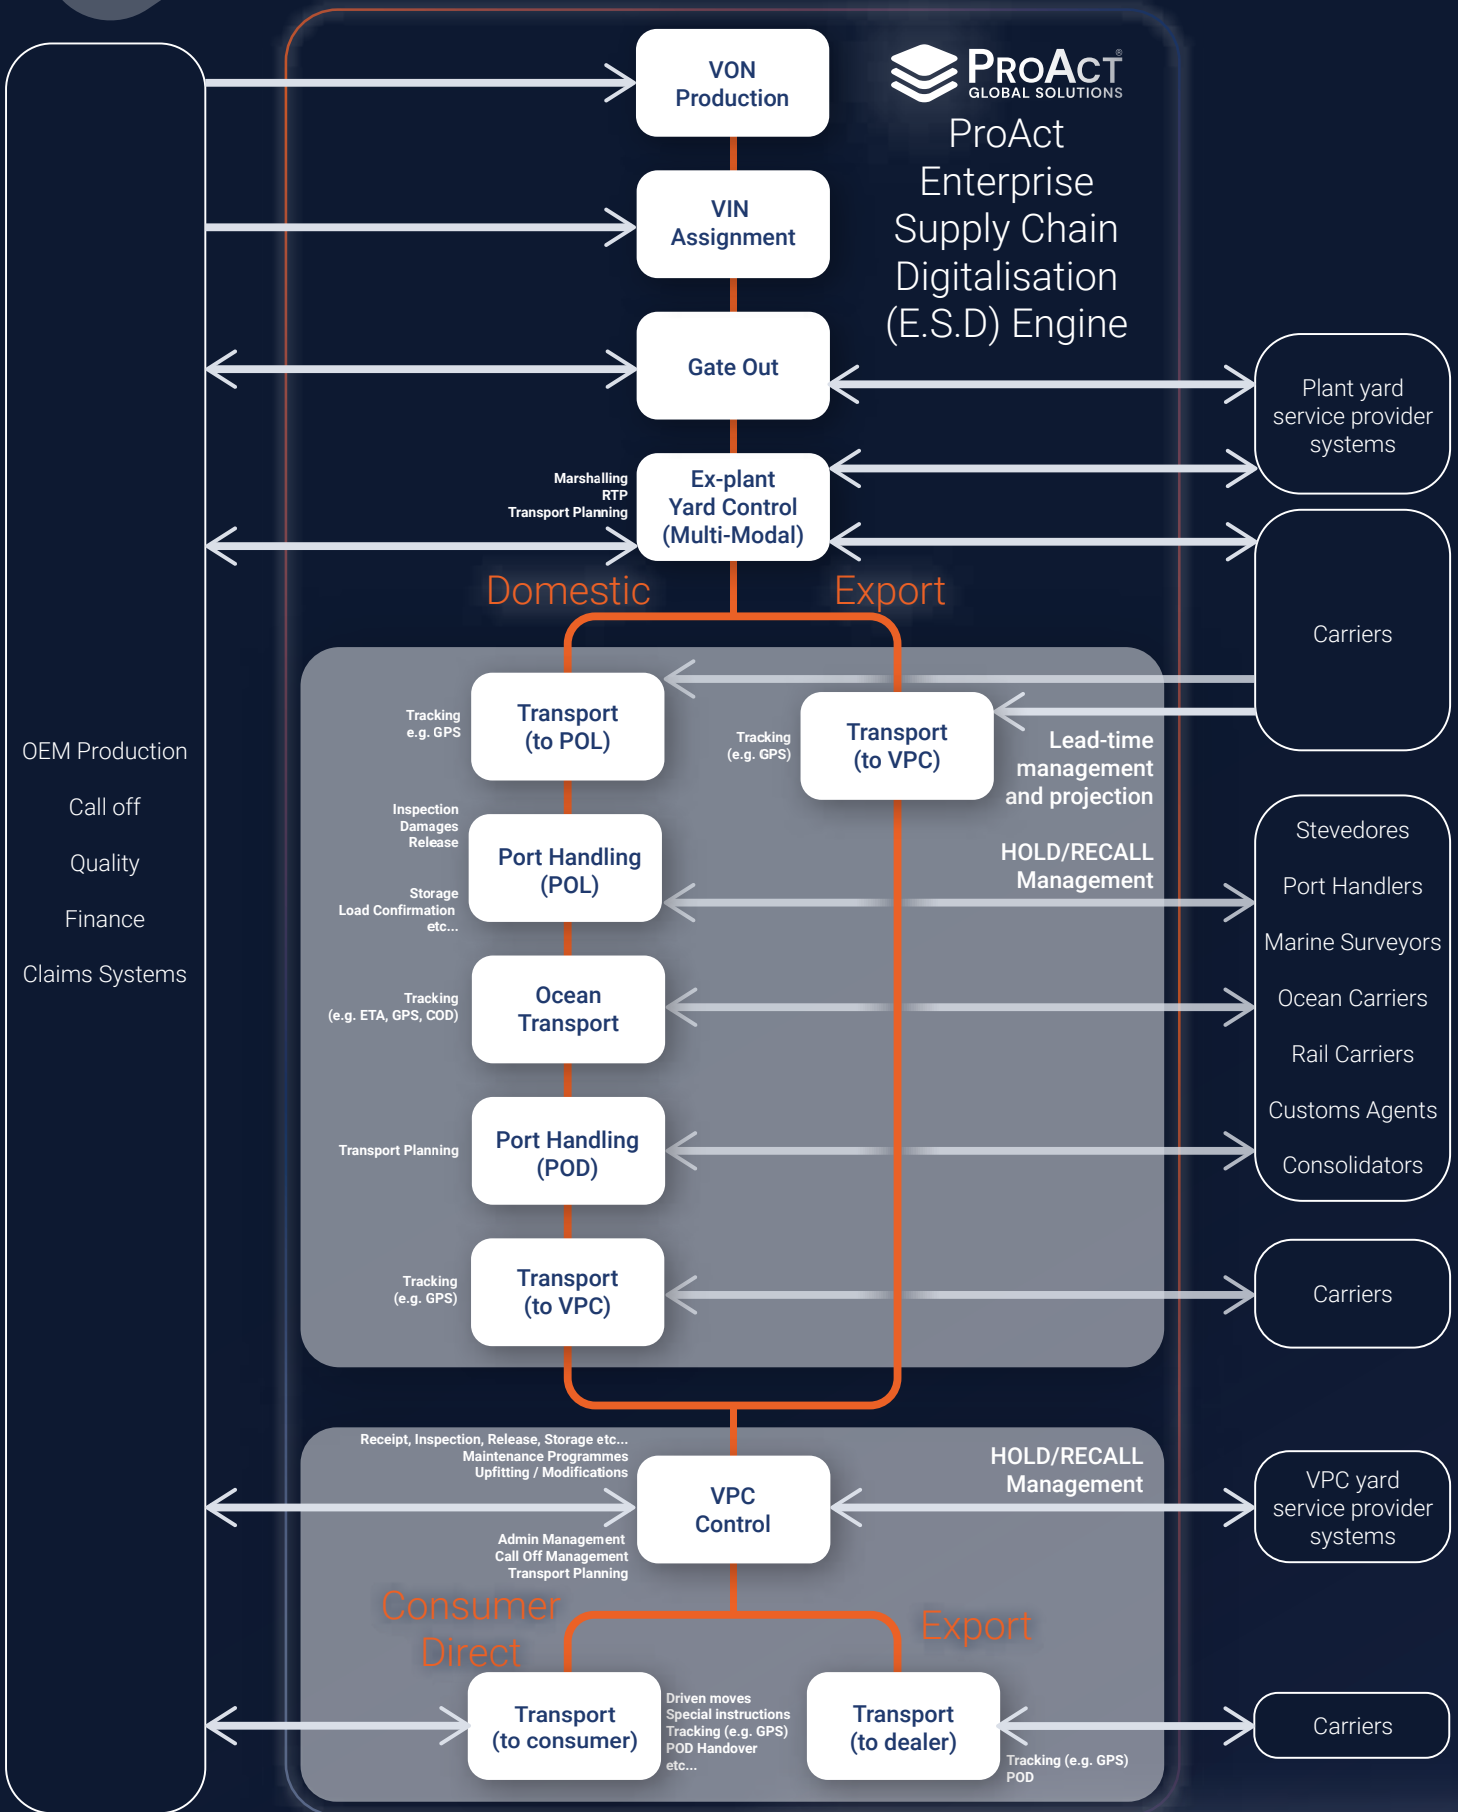 VON
Production
PROACT®
GLOBAL SOLUTIONS
ProAct
Enterprise
Supply Chain
Digitalisation
(E.S.D) Engine
VIN
Assignment
Gate Out
Plant yard
service provider
systems
Marshalling
RTP
Transport Planning
Ex-plant
Yard Control
(Multi-Modal)
Domestic
Export
Carriers
Tracking
e.g. GPS
Transport
(to POL)
Tracking
(e.g. GPS)
Transport
(to VPC)
Lead-time
management
and projection
OEM Production
Call off
Quality
Finance
Claims Systems
Inspection
Damages
Release
Storage
Load Confirmation
etc...
Port Handling
(POL)
HOLD/RECALL
Management
Stevedores
Port Handlers
Marine Surveyors
Ocean Carriers
Rail Carriers
Customs Agents
Consolidators
Tracking
(e.g. ETA, GPS, COD)
Ocean
Transport
Transport Planning
Port Handling
(POD)
Tracking
(e.g. GPS)
Transport
(to VPC)
Carriers
Receipt, Inspection, Release, Storage etc...
Maintenance Programmes
Upfitting / Modifications
Admin Management
Call Off Management
Transport Planning
VPC
Control
HOLD/RECALL
Management
VPC yard
service provider
systems
Consumer
Direct
Export
Transport
(to consumer)
Driven moves
Special instructions
Tracking (e.g. GPS)
POD Handover
etc...
Transport
(to dealer)
Tracking (e.g. GPS)
POD
Carriers